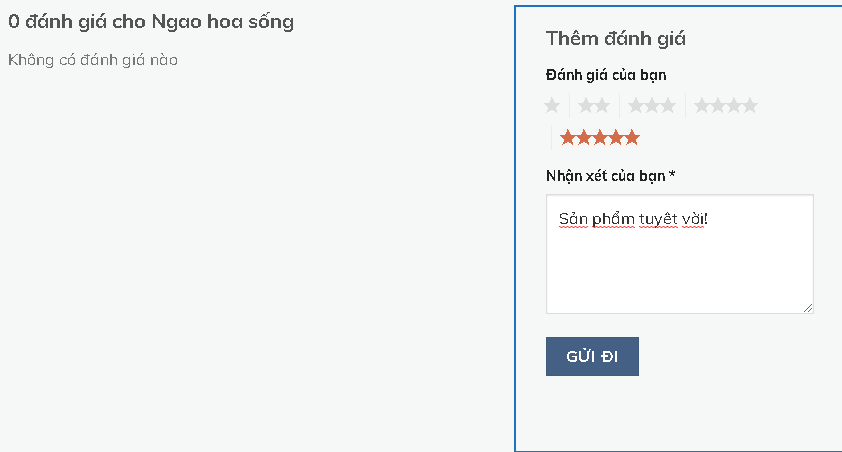 0 đánh giá cho Ngao hoa sống
Không có đánh giá nào
Thêm đánh giá
Đánh giá của bạn
Nhận xét của bạn *
Sản phẩm tuyệt vời!
GỬI ĐI